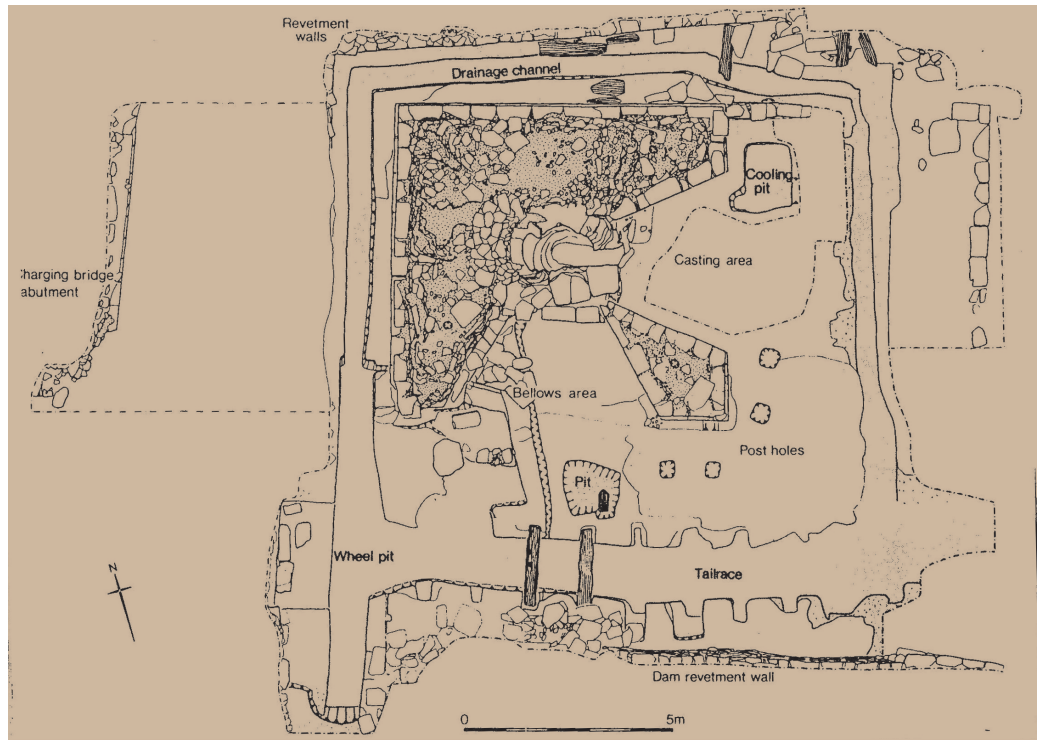 Revetment
walls
Drainage channel
Cooling
pit
Casting area
harging bridge
abutment
Bellows area
Post holes
Pit
N
Wheel pit
Tailrace
Dam revetment wall
0 5m